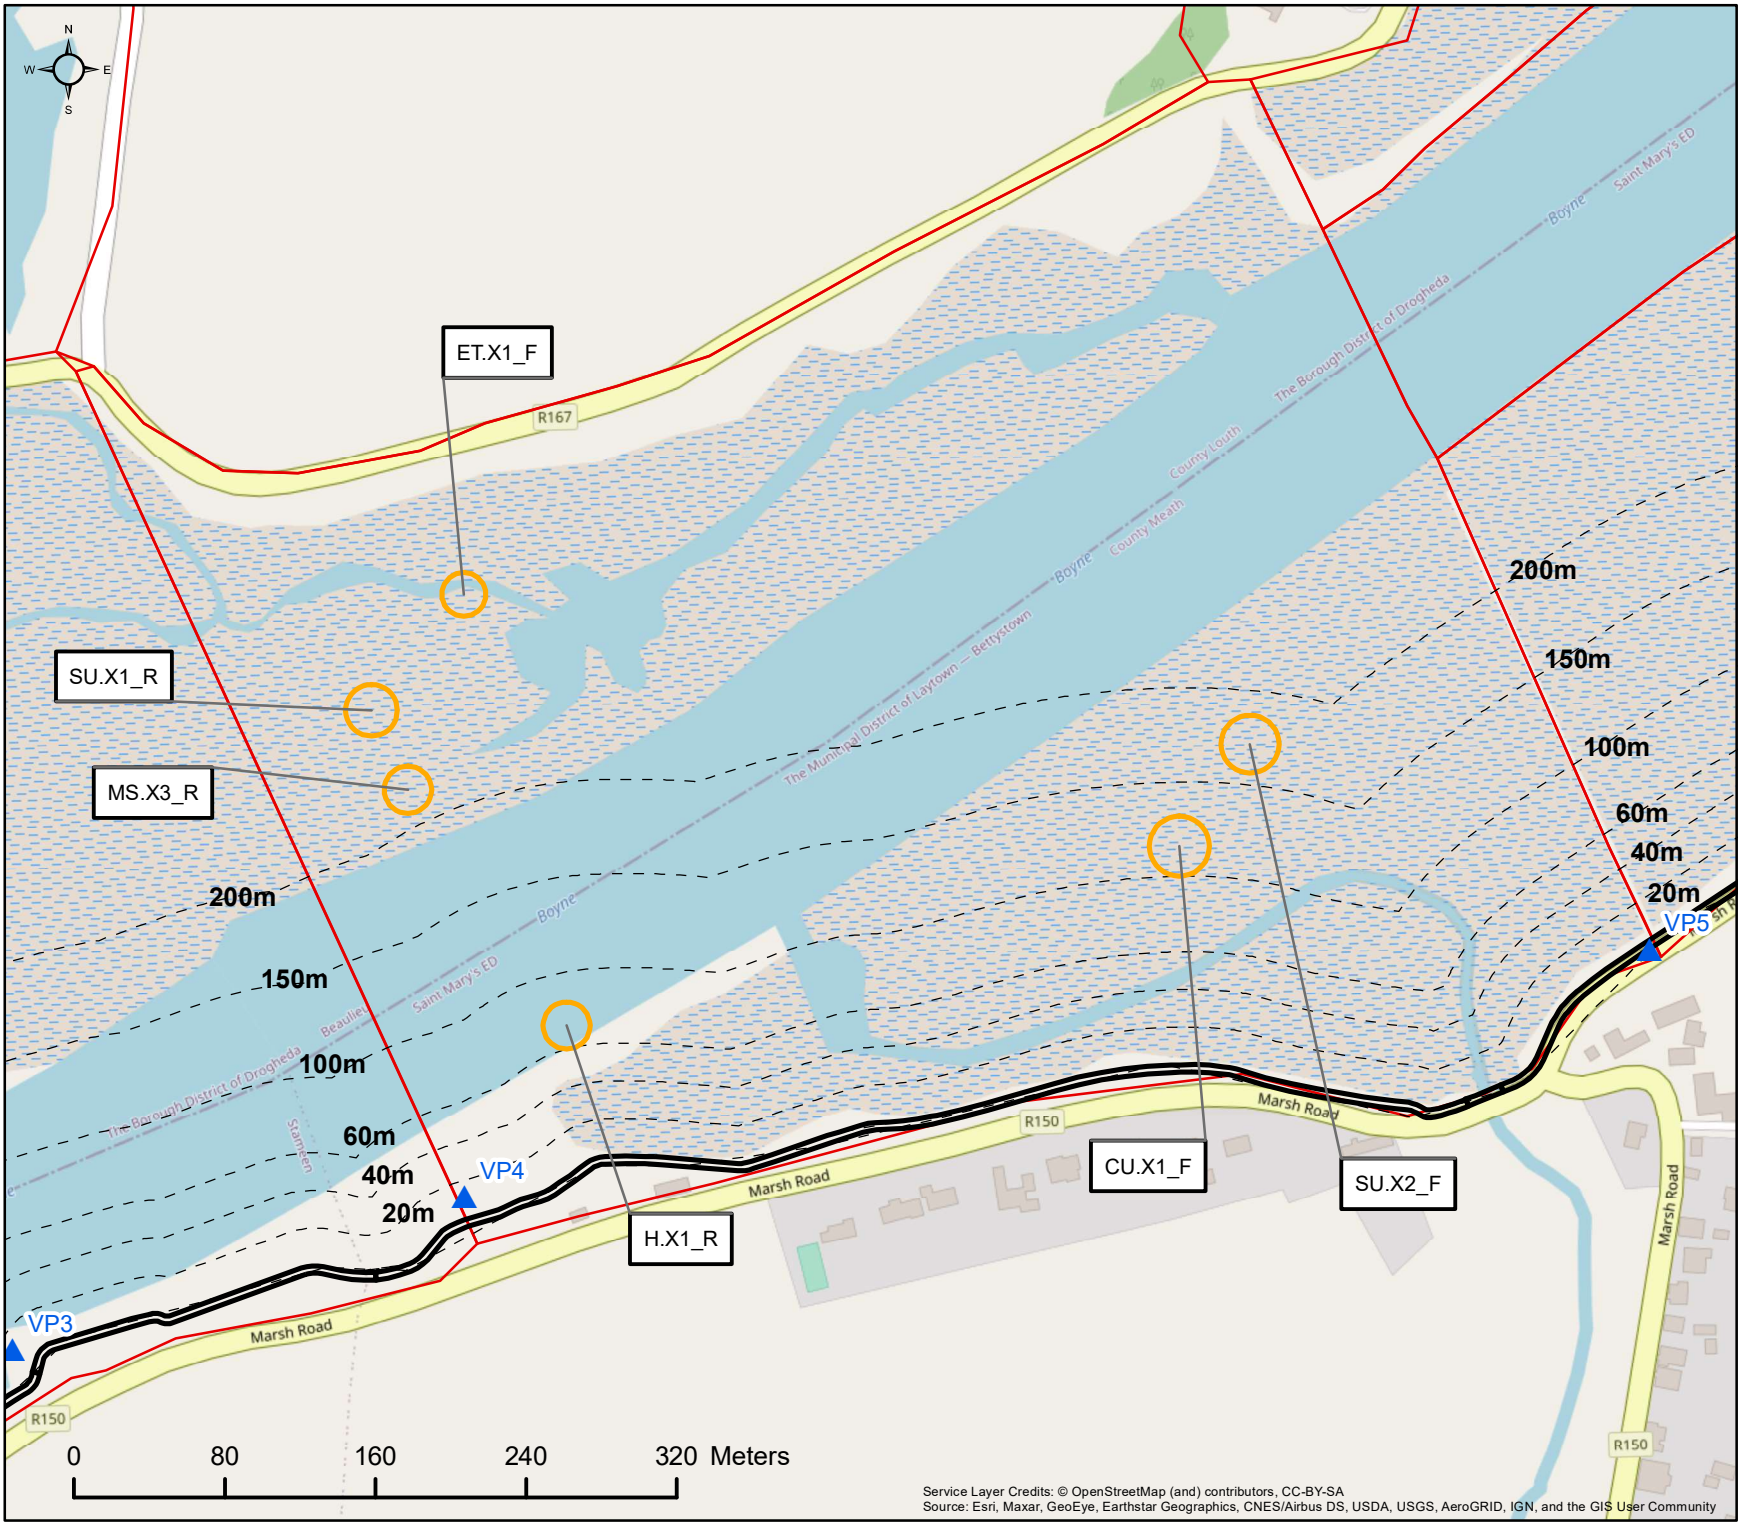 N
W E
S
Saint Mary's ED
Boyne
The Borough District of Drogheda
ET.X1_F
R167
County Louth
County Meath
Boyne
200m
The Municipal District of Laytown — Bettystown
150m
SU.X1_R
100m
MS.X3_R
60m
40m
200m
20m
VP5
Boyne
150m
Saint Mary's ED
Beaulieu
100m
The Borough District of Drogheda
60m
Stameen
40m
VP4
20m
R150
Marsh Road
CU.X1_F
SU.X2_F
Marsh Road
H.X1_R
Marsh Road
VP3
Marsh Road
R150
R150
0 80 160 240 320 Meters
Service Layer Credits: © OpenStreetMap (and) contributors, CC-BY-SA
Source: Esri, Maxar, GeoEye, Earthstar Geographics, CNES/Airbus DS, USDA, USGS, AeroGRID, IGN, and the GIS User Community